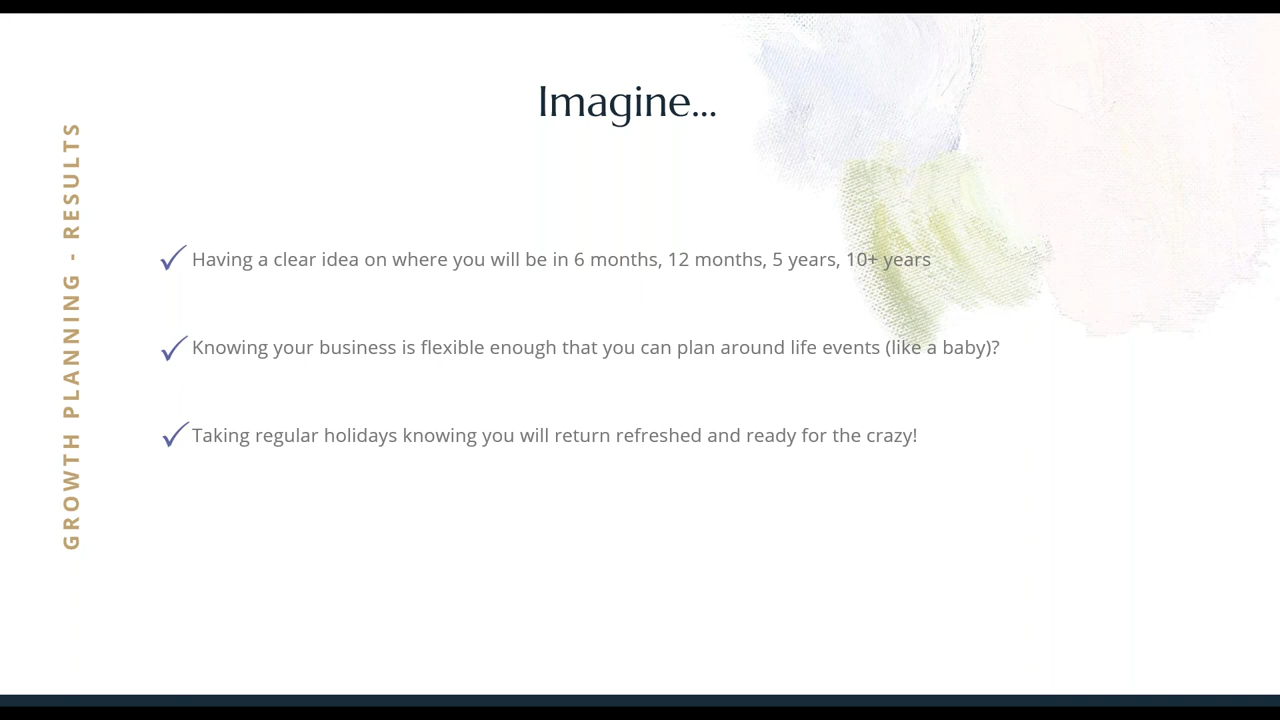 Imagine...
GROWTH PLANNING - RESULTS
Having a clear idea on where you will be in 6 months, 12 months, 5 years, 10+ years
Knowing your business is flexible enough that you can plan around life events (like a baby)?
Taking regular holidays knowing you will return refreshed and ready for the crazy!